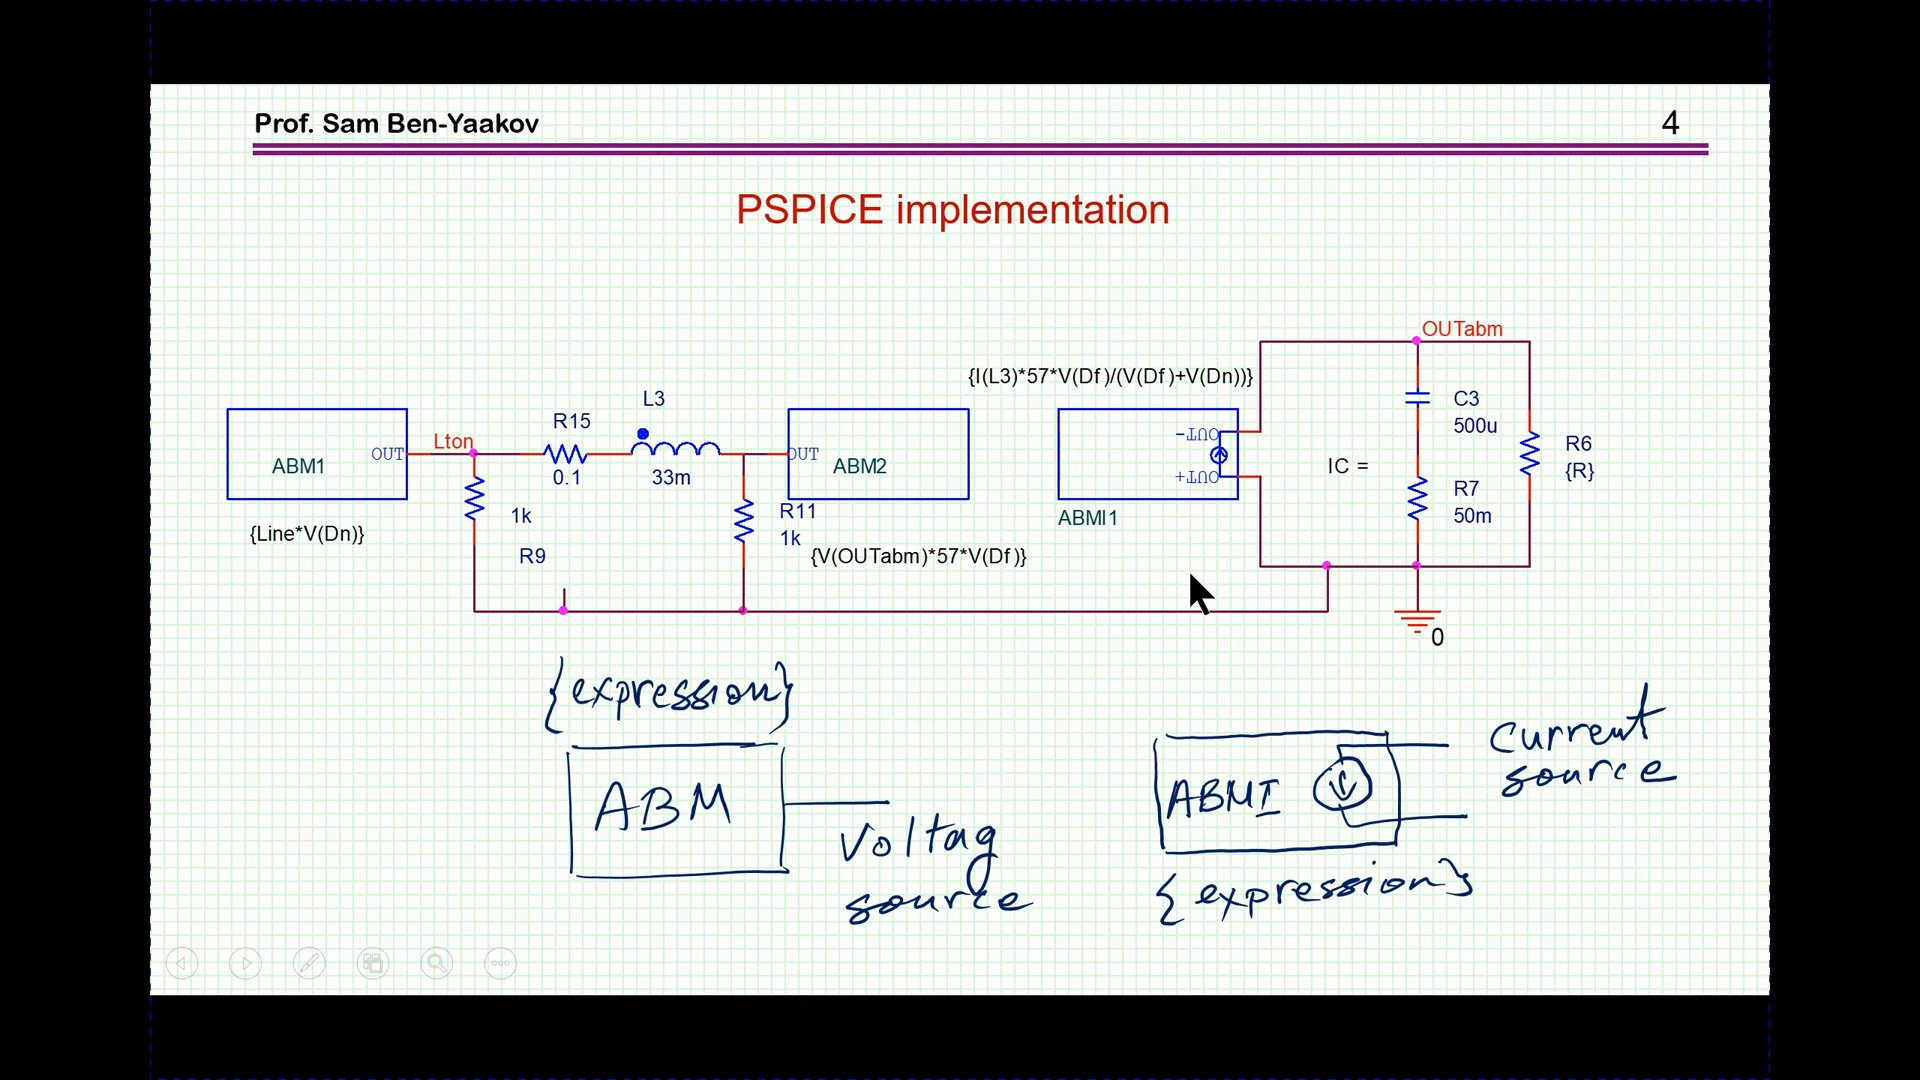 Prof. Sam Ben-Yaakov
4
PSPICE implementation
OUTabm
{I(L3)*57*V(Df)/(V(Df)+V(Dn))}
L3
C3
500u
R15
Lton
OUT
ABM1
0.1
33m
OUT
ABM2
OUT-
OUT+
IC =
R6
{R}
R7
50m
1k
R11
1k
ABMI1
{Line*V(Dn)}
R9
{V(OUTabm)*57*V(Df)}
0
{expression}
ABM
Voltag
source
ABMI
Current
source
{expression}